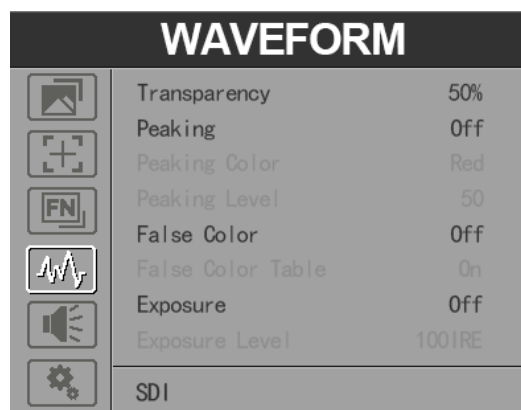 WAVEFORM
Transparency 50%
Peaking Off
Peaking Color Red
Peaking Level 50
FN
False Color Off
False Color Table On
Exposure Off
Exposure Level 100IRE
SDI